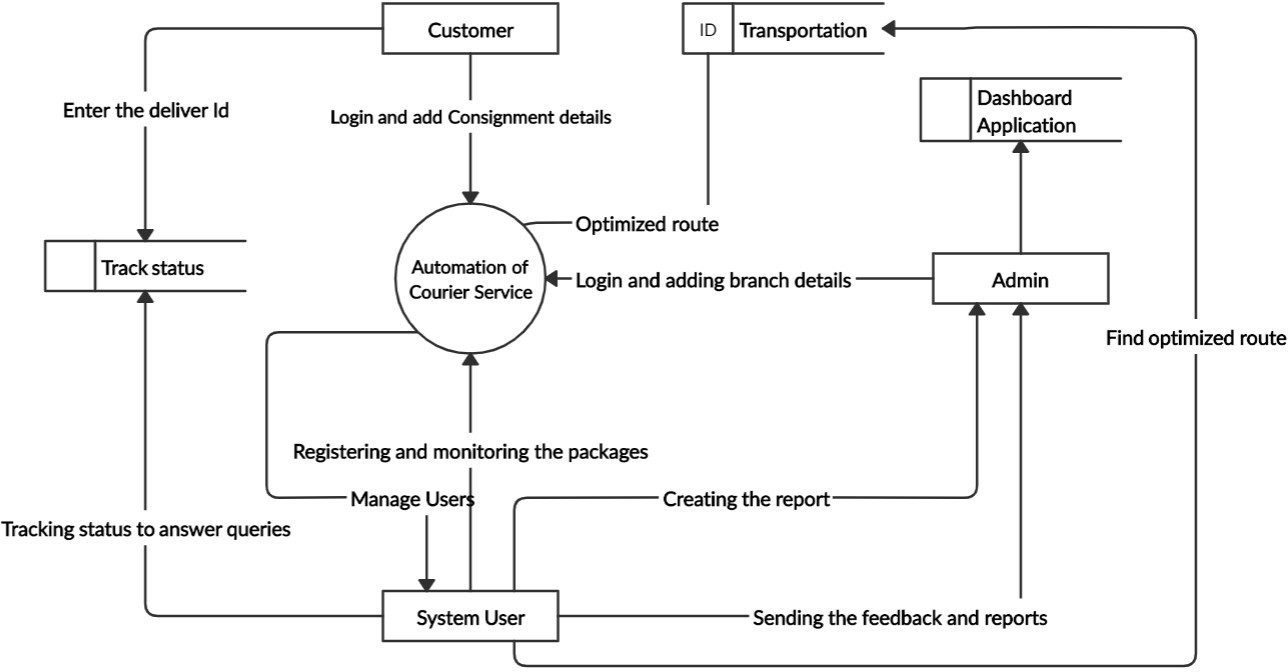 Customer
ID
Transportation
Enter the deliver Id
Login and add Consignment details
Dashboard
Application
Optimized route
Track status
Automation of
Courier Service
Login and adding branch details
Admin
Find optimized route
Registering and monitoring the packages
Manage Users
Creating the report
Tracking status to answer queries
System User
Sending the feedback and reports